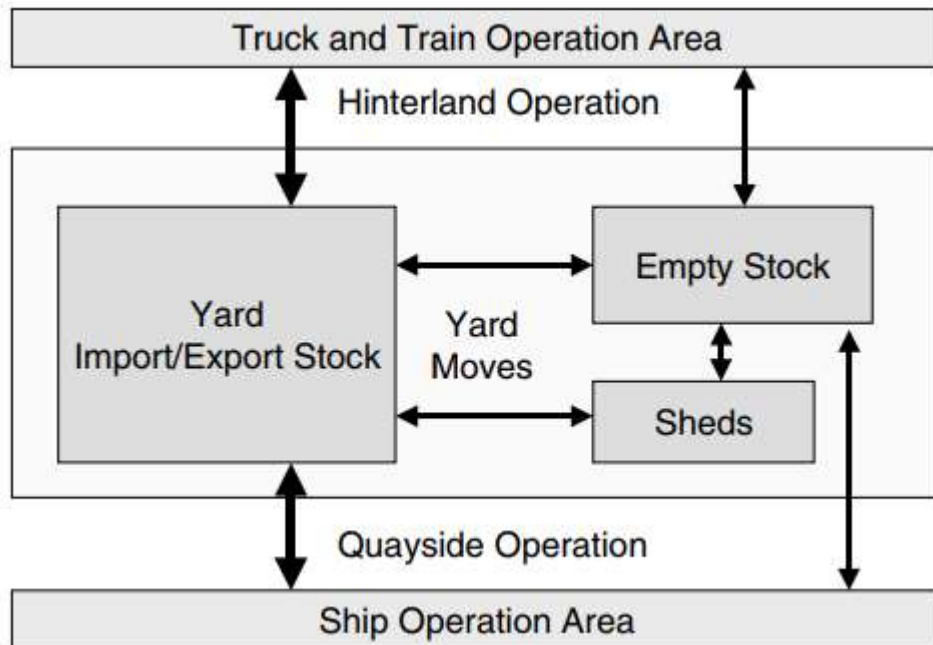 Truck and Train Operation Area
Hinterland Operation
Yard
Import/Export Stock
Yard
Moves
Empty Stock
Sheds
Quayside Operation
Ship Operation Area